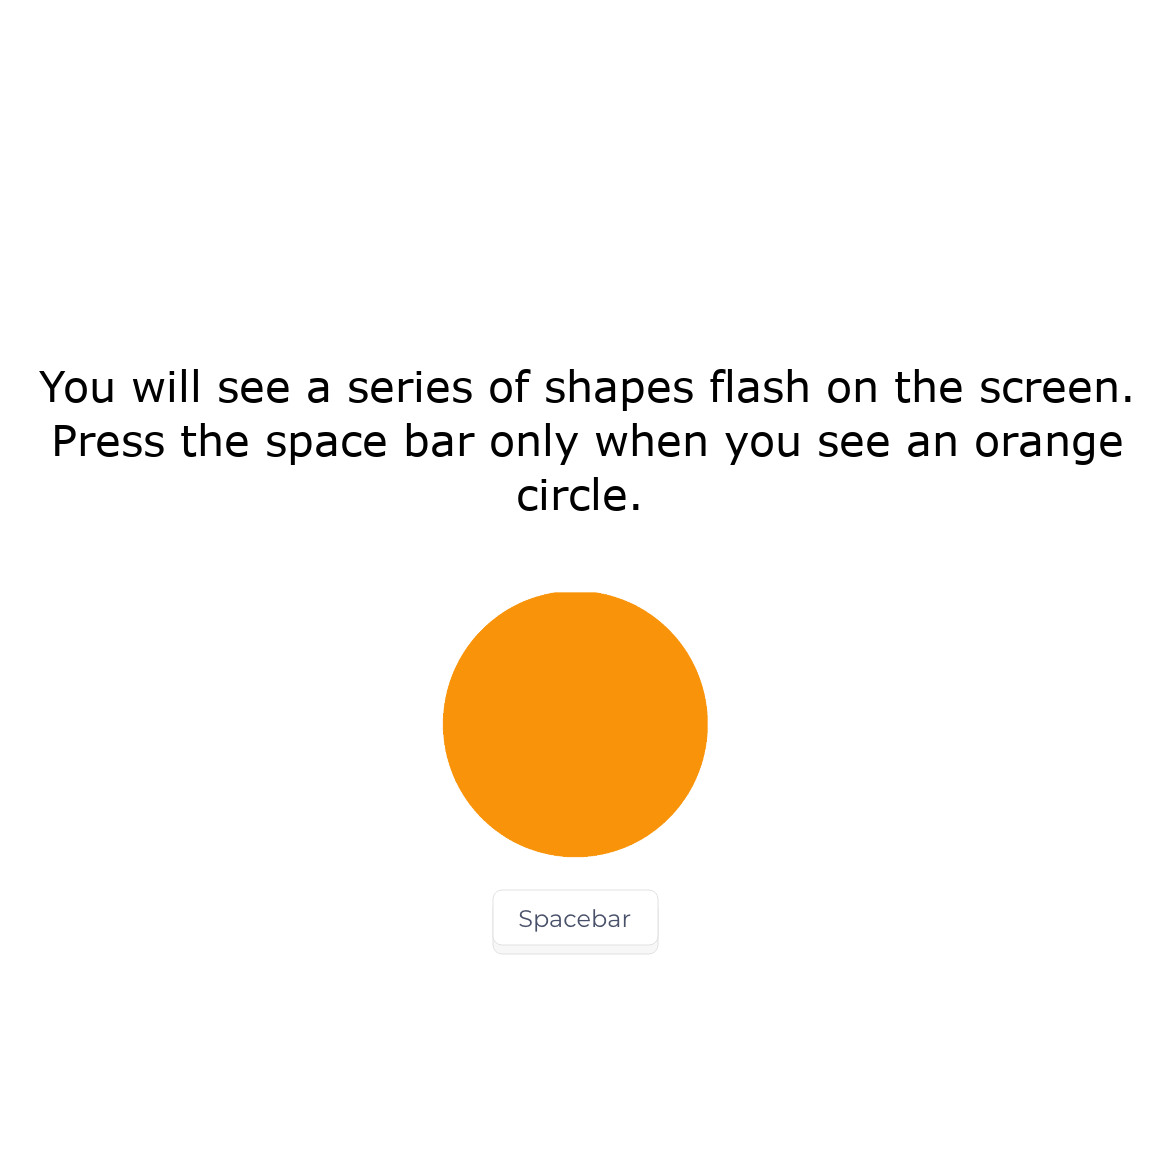 You will see a series of shapes flash on the screen.
Press the space bar only when you see an orange
circle.
Spacebar